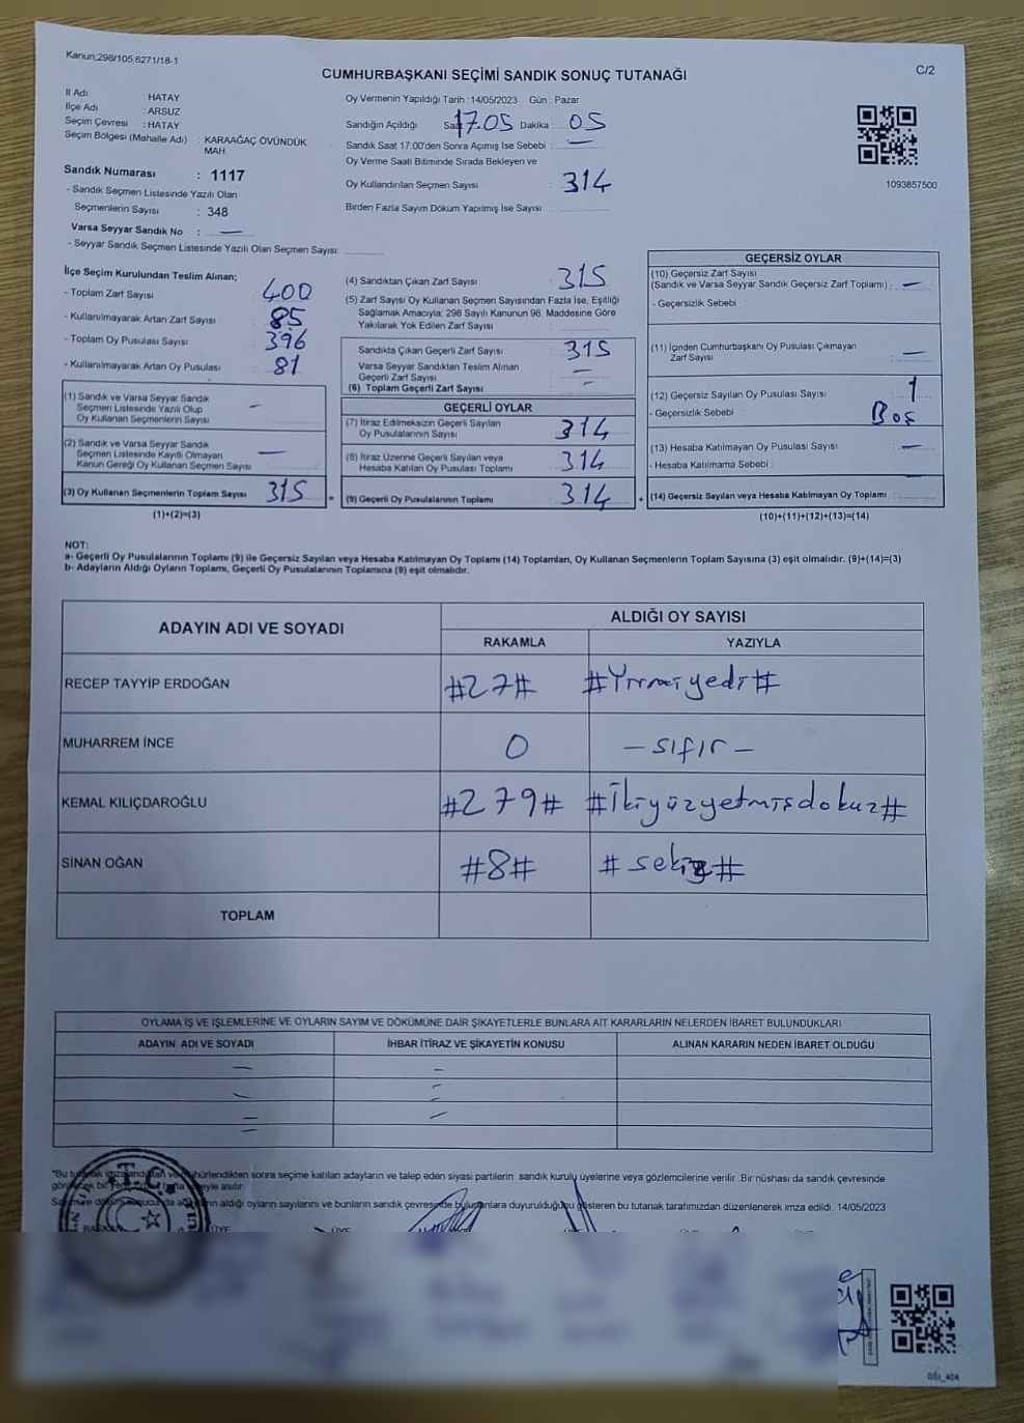 Kanun:298/105,6271/18-1
C/2
CUMHURBAŞKANI SEÇİMİ SANDIK SONUÇ TUTANAĞI
İl Adı : HATAY
İlçe Adı : ARSUZ
Seçim Çevresi : HATAY
Seçim Bölgesi (Mahalle Adı) KARAAĞAÇ ÖVÜNDÜK MAH.
Sandık Numarası : 1117
- Sandık Seçmen Listesinde Yazılı Olan
Seçmenlerin Sayısı : 348
Varsa Seyyar Sandık No : —
- Seyyar Sandık Seçmen Listesinde Yazılı Olan Seçmen Sayısı:
Oy Vermenin Yapıldığı Tarih :14/05/2023 Gün : Pazar
Sandığın Açıldığı Saat 17.05 Dakika : 05
Sandık Saat 17:00'den Sonra Açımış İse Sebebi : —
Oy Verme Saati Bitiminde Sırada Bekleyen ve
Oy Kullandırılan Seçmen Sayısı : 314
Birden Fazla Sayım Döküm Yapılmış İse Sayısı :
1093857500
İlçe Seçim Kurulundan Teslim Alınan;
- Toplam Zarf Sayısı 400
- Kullanılmayarak Artan Zarf Sayısı 85
- Toplam Oy Pusulası Sayısı 396
- Kullanılmayarak Artan Oy Pusulası 81
(1) Sandık ve Varsa Seyyar Sandık
Seçmen Listesinde Yazılı Olup
Oy Kullanan Seçmenlerin Sayısı -
(2) Sandık ve Varsa Seyyar Sandık
Seçmen Listesinde Kayıtlı Olmayan
Kanun Gereği Oy Kullanan Seçmen Sayısı —
(3) Oy Kullanan Seçmenlerin Toplam Sayısı 315
(1)+(2)=(3)
(4) Sandıktan Çıkan Zarf Sayısı : 315
(5) Zarf Sayısı Oy Kullanan Seçmen Sayısından Fazla İse, Eşitliği
Sağlamak Amacıyla; 298 Sayılı Kanunun 98. Maddesine Göre
Yakılarak Yok Edilen Zarf Sayısı :
Sandıkta Çıkan Geçerli Zarf Sayısı : 315
Varsa Seyyar Sandıktan Teslim Alınan
Geçerli Zarf Sayısı : —
(6) Toplam Geçerli Zarf Sayısı : -
GEÇERLİ OYLAR
(7) İtiraz Edilmeksizin Geçerli Sayılan
Oy Pusulalarının Sayısı : 314
(8) İtiraz Üzerine Geçerli Sayılan veya
Hesaba Katılan Oy Pusulası Toplamı 314
= (9) Geçerli Oy Pusulalarının Toplamı 314
GEÇERSİZ OYLAR
(10) Geçersiz Zarf Sayısı
(Sandık ve Varsa Seyyar Sandık Geçersiz Zarf Toplamı) : —
- Geçersizlik Sebebi :
(11) İçinden Cumhurbaşkanı Oy Pusulası Çıkmayan
Zarf Sayısı : —
(12) Geçersiz Sayılan Oy Pusulası Sayısı : 1
- Geçersizlik Sebebi : Boş
(13) Hesaba Katılmayan Oy Pusulası Sayısı : —
- Hesaba Katılmama Sebebi :
+ (14) Geçersiz Sayılan veya Hesaba Katılmayan Oy Toplamı :
(10)+(11)+(12)+(13)=(14)
NOT:
a- Geçerli Oy Pusulalarının Toplamı (9) ile Geçersiz Sayılan veya Hesaba Katılmayan Oy Toplamı (14) Toplamları, Oy Kullanan Seçmenlerin Toplam Sayısına (3) eşit olmalıdır. (9)+(14)=(3)
b- Adayların Aldığı Oyların Toplamı, Geçerli Oy Pusulalarının Toplamına (9) eşit olmalıdır.
ADAYIN ADI VE SOYADI
ALDIĞI OY SAYISI
RAKAMLA YAZIYLA
RECEP TAYYİP ERDOĞAN #27# #Yirmiyedi#
MUHARREM İNCE 0 — sıfır —
KEMAL KILIÇDAROĞLU #279# #İkiyüzyetmişdokuz#
SİNAN OĞAN #8# #sekiz#
TOPLAM
OYLAMA İŞ VE İŞLEMLERİNE VE OYLARIN SAYIM VE DÖKÜMÜNE DAİR ŞİKAYETLERLE BUNLARA AİT KARARLARIN NELERDEN İBARET BULUNDUKLARI
ADAYIN ADI VE SOYADI İHBAR İTİRAZ VE ŞİKAYETİN KONUSU ALINAN KARARIN NEDEN İBARET OLDUĞU
sonra seçime katılan adayların ve talep eden siyasi partilerin sandık kurulu üyelerine veya gözlemcilerine verilir. Bir nüshası da sandık çevresinde
aldığı oyların sayılarını ve bunların sandık çevresinde bulunanlara duyurulduğunu gösteren bu tutanak tarafımızdan düzenlenerek imza edildi. 14/05/2023
T.C.
ÜYE ÜYE